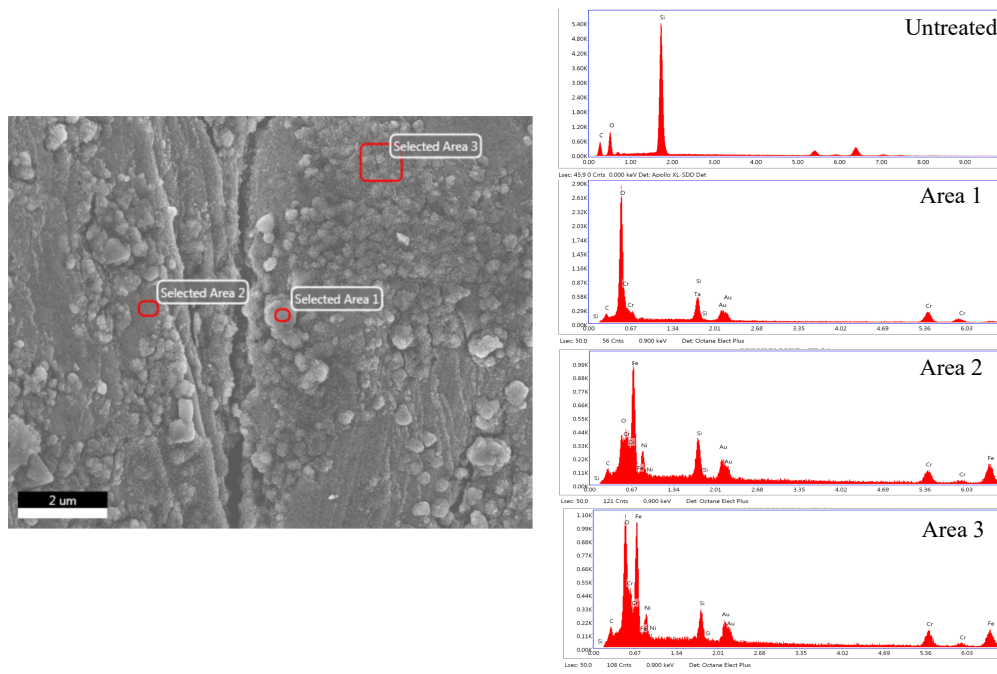 Selected Area 3
Selected Area 2
Selected Area 1
2 um
Untreated
5.40K
4.80K
4.20K
3.60K
3.00K
2.40K
1.80K
1.20K
0.60K
0.00K
Si
C
O
0.00 1.00 2.00 3.00 4.00 5.00 6.00 7.00 8.00 9.00
Lsec: 45.9 0 Cnts 0.000 keV Det: Apollo XL-SDD Det
Area 1
2.90K
2.61K
2.32K
2.03K
1.74K
1.45K
1.16K
0.87K
0.58K
0.29K
0.00K
O
Cr
Cr
Si
C
Si
Ta
Si
Au
Au
Cr
Cr
0.00 0.67 1.34 2.01 2.68 3.35 4.02 4.69 5.36 6.03
Lsec: 50.0 56 Cnts 0.900 keV Det: Octane Elect Plus
Area 2
0.99K
0.88K
0.77K
0.66K
0.55K
0.44K
0.33K
0.22K
0.11K
0.00K
Fe
O
Cr
Ni
Si
C
Fe
Ni
Si
Si
Au
Au
Cr
Cr
Fe
0.00 0.67 1.34 2.01 2.68 3.35 4.02 4.69 5.36 6.03
Lsec: 50.0 121 Cnts 0.900 keV Det: Octane Elect Plus
Area 3
1.10K
0.99K
0.88K
0.77K
0.66K
0.55K
0.44K
0.33K
0.22K
0.11K
0.00K
O
Fe
Cr
Cr
Ni
C
Si
Fe
Ni
Si
Si
Au
Au
Cr
Cr
Fe
0.00 0.67 1.34 2.01 2.68 3.35 4.02 4.69 5.36 6.03
Lsec: 50.0 108 Cnts 0.900 keV Det: Octane Elect Plus